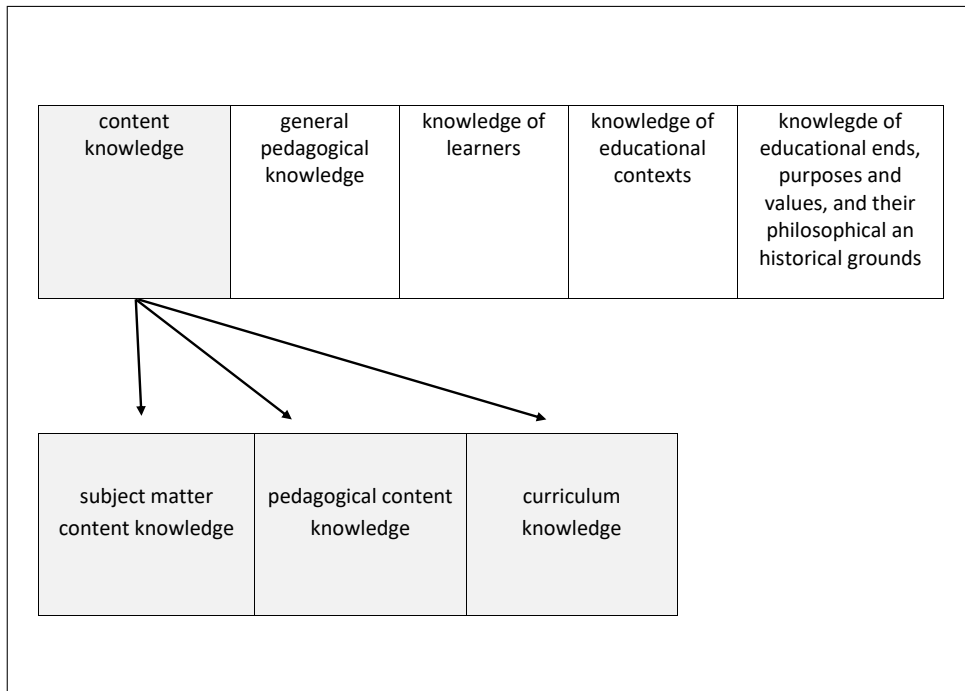 content
knowledge
general
pedagogical
knowledge
knowledge of
learners
knowledge of
educational
contexts
knowlegde of
educational ends,
purposes and
values, and their
philosophical an
historical grounds
subject matter
content knowledge
pedagogical content
knowledge
curriculum
knowledge